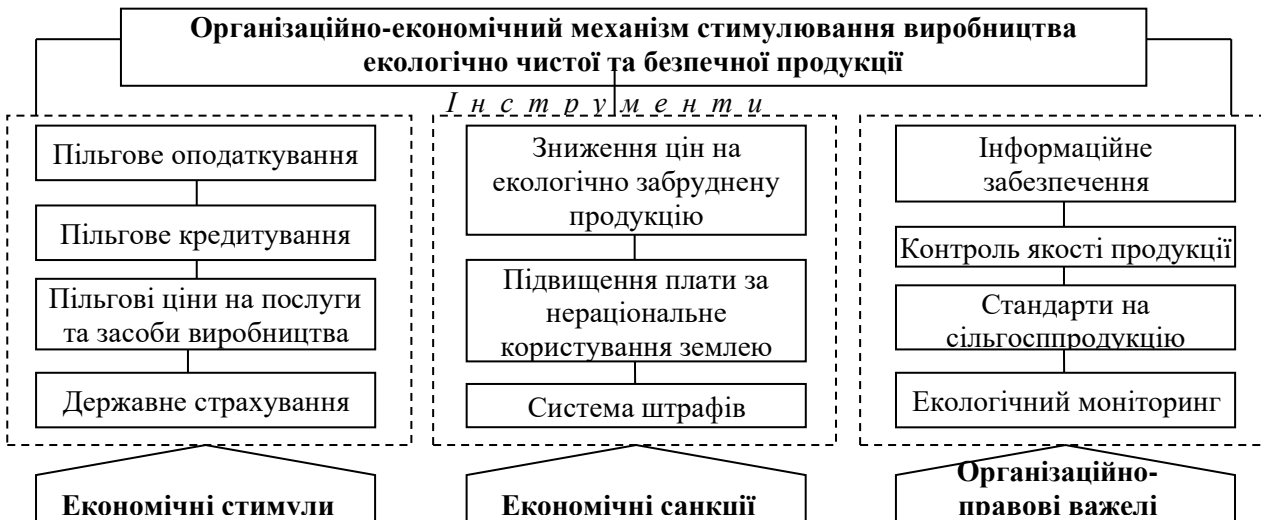 Організаційно-економічний механізм стимулювання виробництва
екологічно чистої та безпечної продукції
Інструменти
Пільгове оподаткування
Пільгове кредитування
Пільгові ціни на послуги
та засоби виробництва
Державне страхування
Економічні стимули
Зниження цін на
екологічно забруднену
продукцію
Підвищення плати за
нераціональне
користування землею
Система штрафів
Економічні санкції
Інформаційне
забезпечення
Контроль якості продукції
Стандарти на
сільгосппродукцію
Екологічний моніторинг
Організаційно-
правові важелі